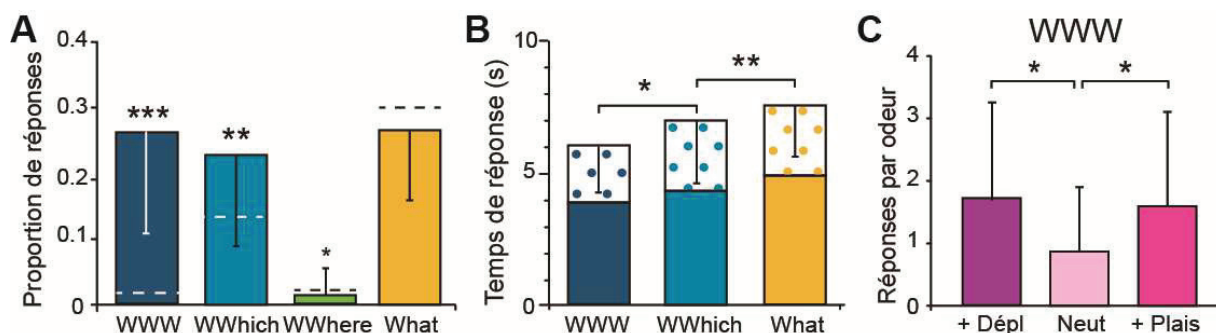 A
Proportion de réponses
0.4
0.3
0.2
0.1
0
***
**
*
WWW WWhich WWhere What
B
Temps de réponse (s)
10
5
0
*
**
WWW WWhich What
C
WWW
Réponses par odeur
4
3
2
1
0
*
*
+ Dépl Neut + Plais